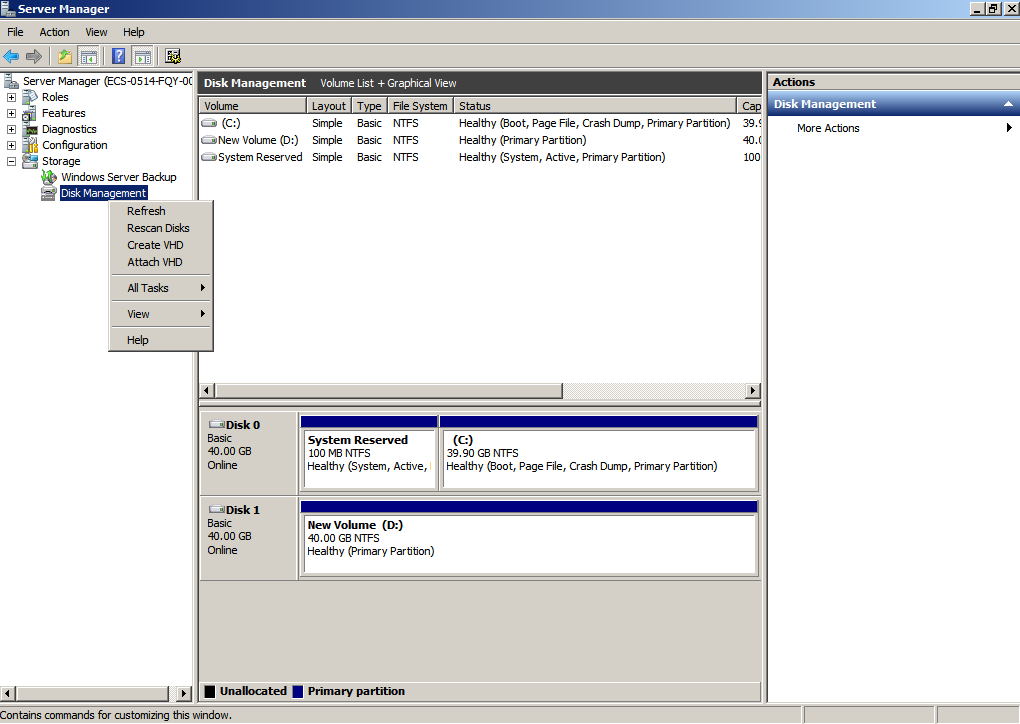 Server Manager
File Action View Help
Server Manager (ECS-0514-FQY-00
Roles
Features
Diagnostics
Configuration
Storage
Windows Server Backup
Disk Management
Refresh
Rescan Disks
Create VHD
Attach VHD
All Tasks
View
Help
Disk Management Volume List + Graphical View
Volume Layout Type File System Status Cap
(C:) Simple Basic NTFS Healthy (Boot, Page File, Crash Dump, Primary Partition) 39.9
New Volume (D:) Simple Basic NTFS Healthy (Primary Partition) 40.0
System Reserved Simple Basic NTFS Healthy (System, Active, Primary Partition) 100
Disk 0
Basic
40.00 GB
Online
System Reserved
100 MB NTFS
Healthy (System, Active,
(C:)
39.90 GB NTFS
Healthy (Boot, Page File, Crash Dump, Primary Partition)
Disk 1
Basic
40.00 GB
Online
New Volume (D:)
40.00 GB NTFS
Healthy (Primary Partition)
Unallocated Primary partition
Actions
Disk Management
More Actions
Contains commands for customizing this window.